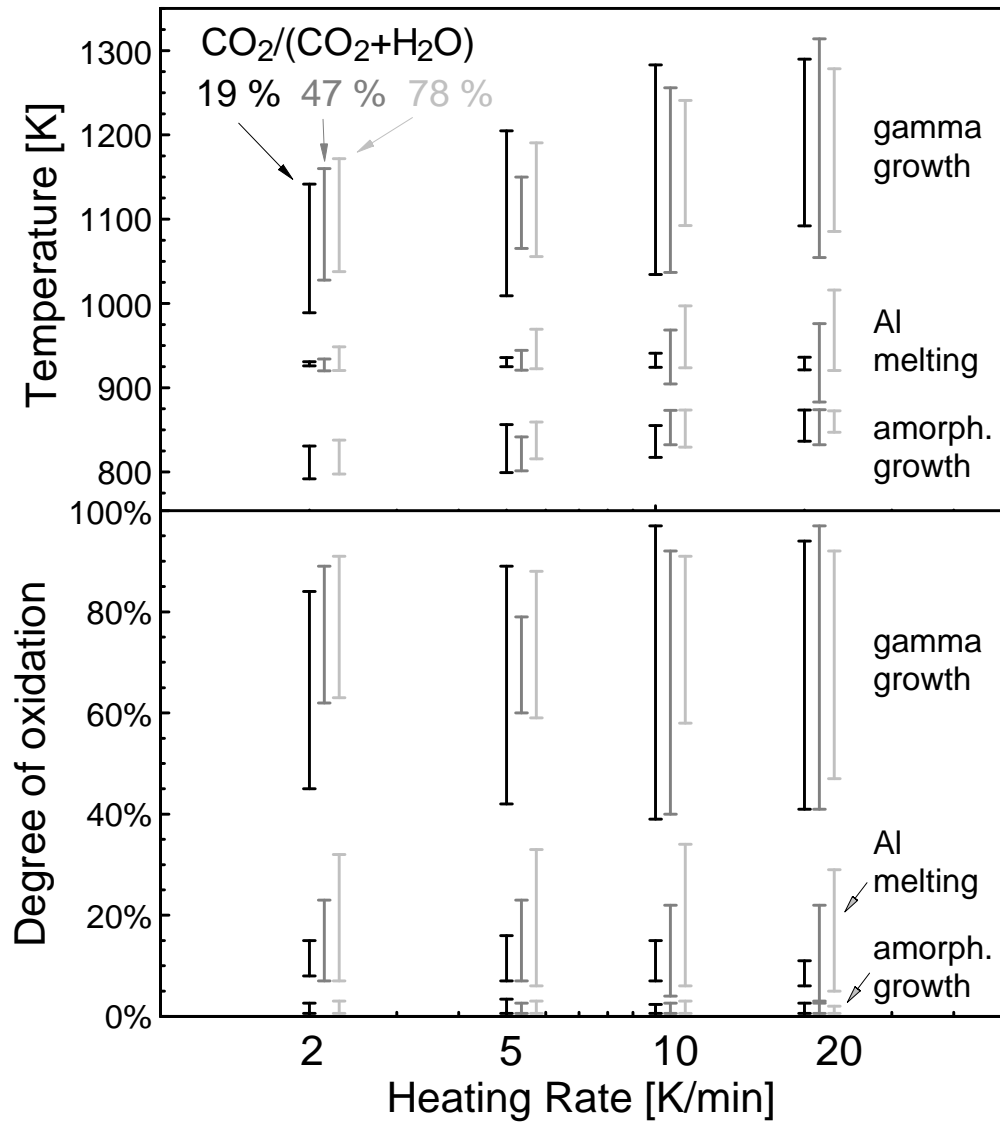 CO₂/(CO₂+H₂O)
19 % 47 % 78 %
Temperature [K]
1300
1200
1100
1000
900
800
gamma
growth
Al
melting
amorph.
growth
Degree of oxidation
100%
80%
60%
40%
20%
0%
gamma
growth
Al
melting
amorph.
growth
2 5 10 20
Heating Rate [K/min]